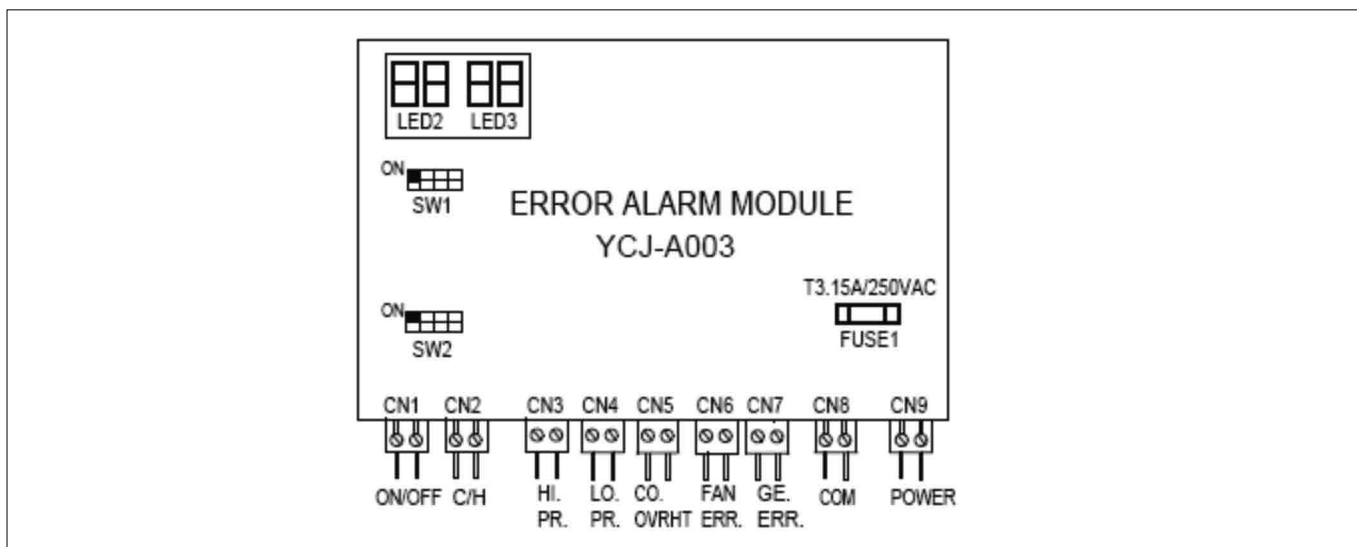 LED2 LED3
ON
SW1
ERROR ALARM MODULE
YCJ-A003
T3.15A/250VAC
FUSE1
ON
SW2
CN1 CN2 CN3 CN4 CN5 CN6 CN7 CN8 CN9
ON/OFF C/H HI. LO. CO. FAN GE. COM POWER
PR. PR. OVRHT ERR. ERR.